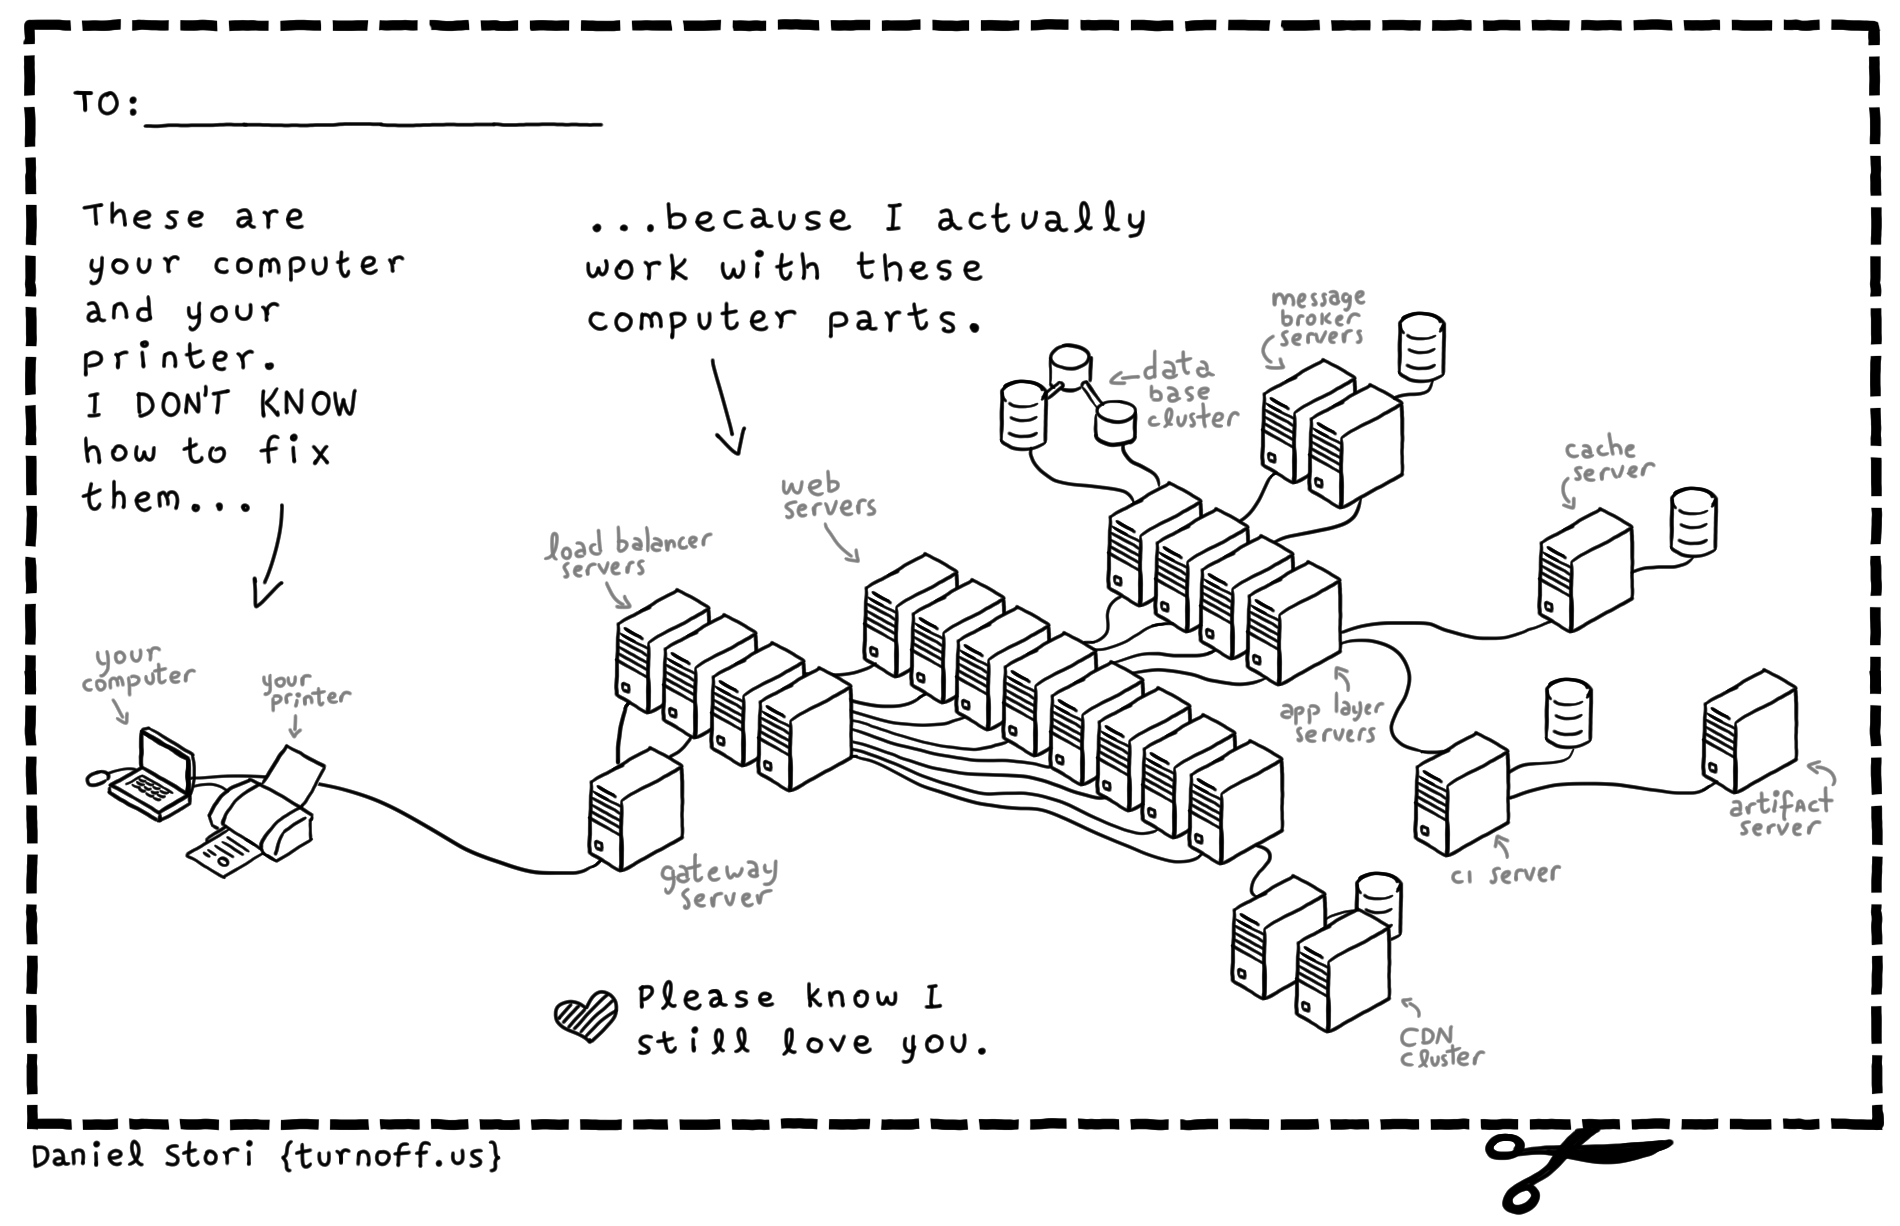 TO:
These are
your computer
and your
printer.
I DON'T KNOW
how to fix
them...
...because I actually
work with these
computer parts.
your
computer
your
printer
load balancer
servers
web
servers
data
base
cluster
message
broker
servers
cache
server
gateway
server
app layer
servers
artifact
server
ci server
CDN
cluster
Please know I
still love you.
Daniel Stori {turnoff.us}